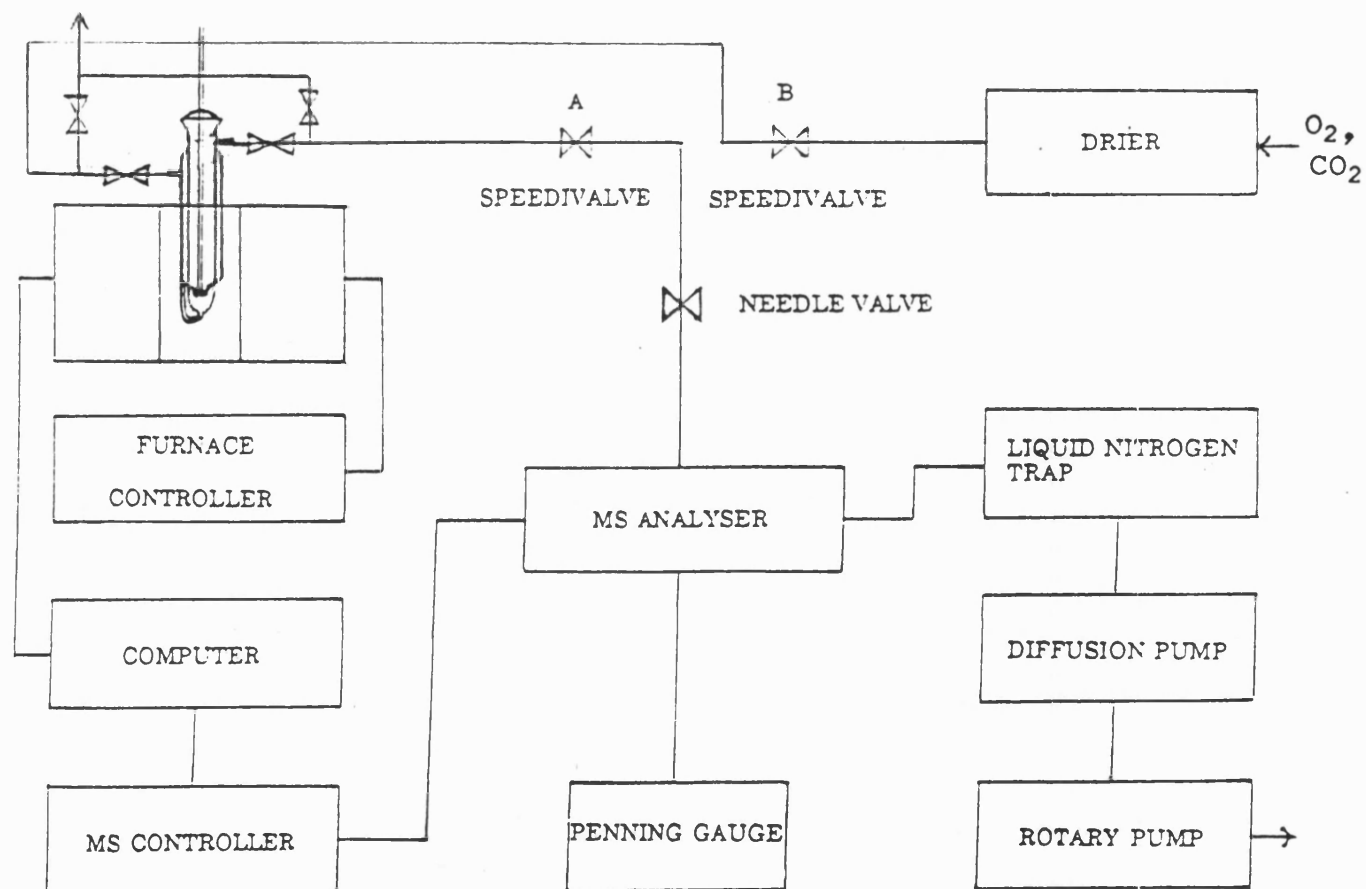 A
B
DRIER
O₂,
CO₂
SPEEDIVALVE
SPEEDIVALVE
NEEDLE VALVE
FURNACE
CONTROLLER
LIQUID NITROGEN
TRAP
MS ANALYSER
COMPUTER
DIFFUSION PUMP
MS CONTROLLER
PENNING GAUGE
ROTARY PUMP